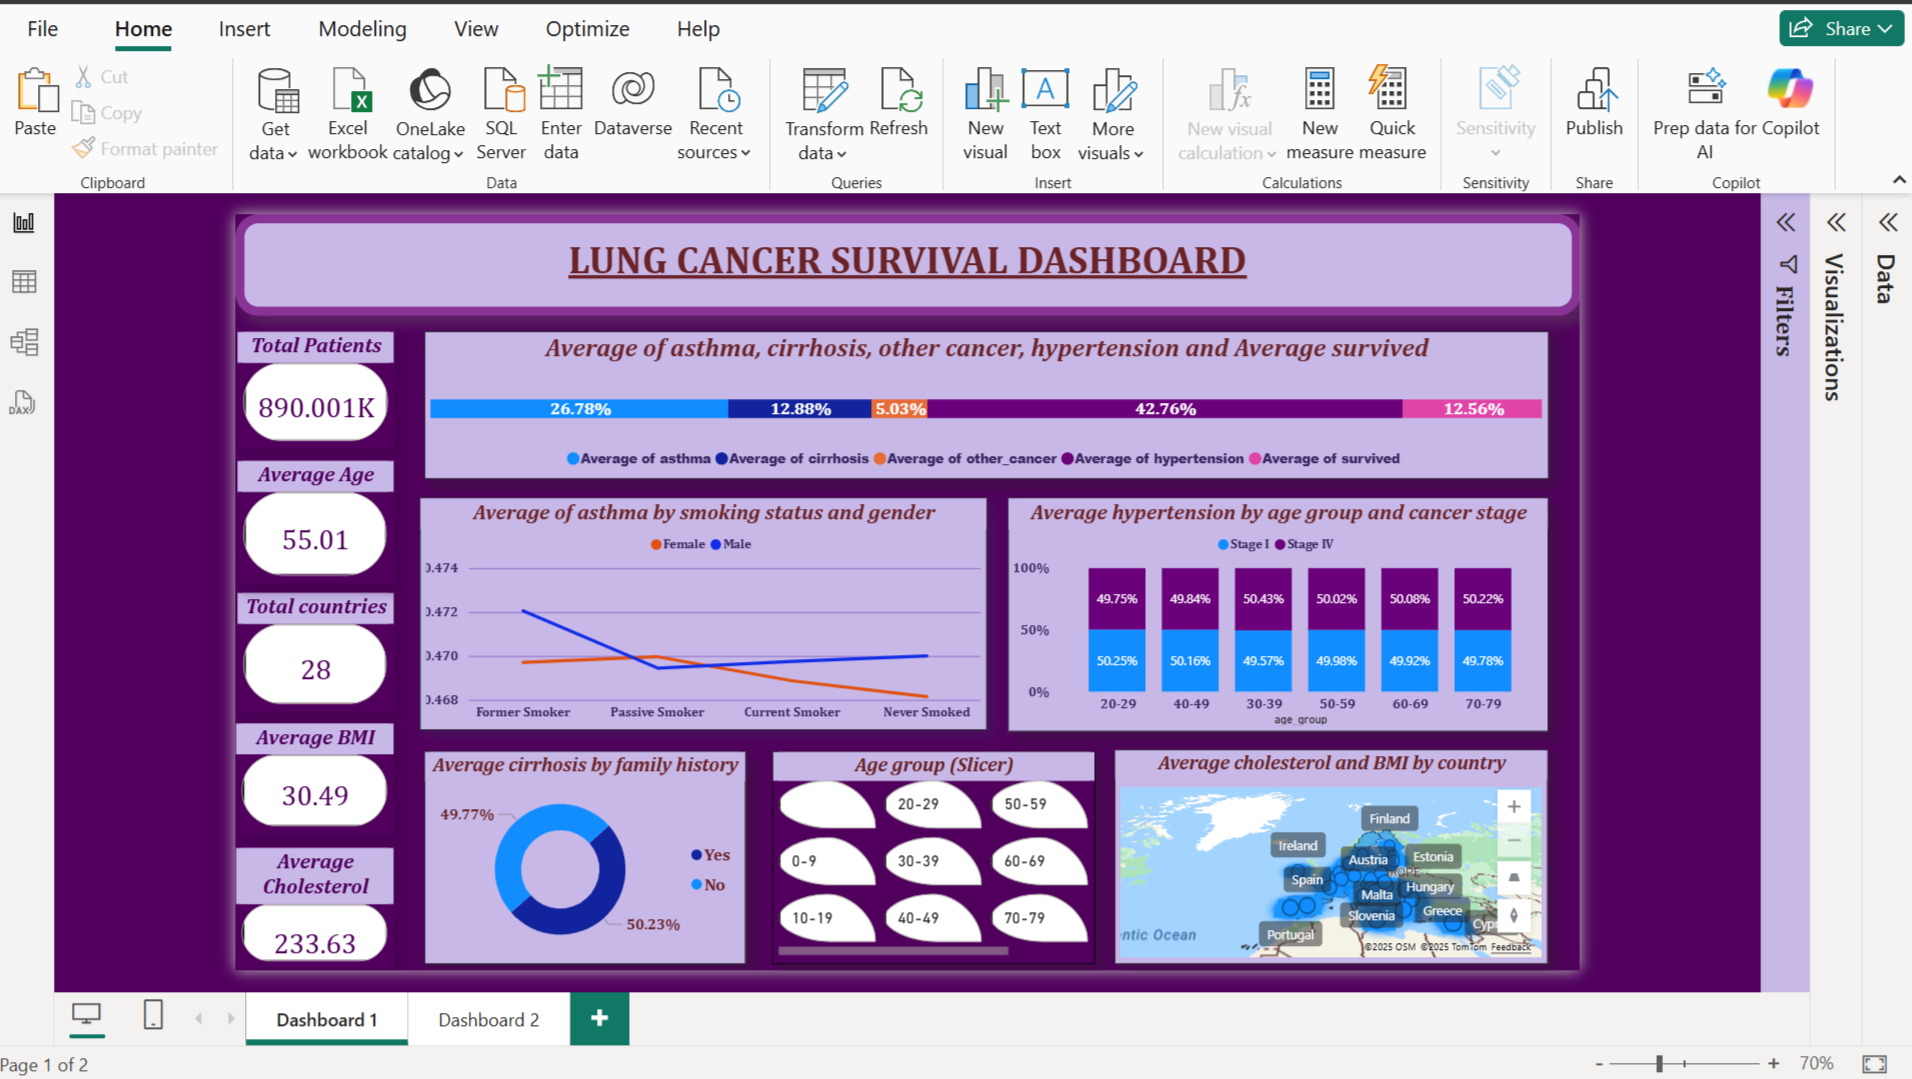 File Home Insert Modeling View Optimize Help Share
Cut
Copy
Format painter
Paste
Clipboard
Get data
Excel workbook
OneLake catalog
SQL Server
Enter data
Dataverse
Recent sources
Data
Transform data
Refresh
Queries
New visual
Text box
More visuals
Insert
New visual calculation
New measure
Quick measure
Calculations
Sensitivity
Sensitivity
Publish
Share
Prep data for AI
Copilot
Copilot
LUNG CANCER SURVIVAL DASHBOARD
Total Patients
890.001K
Average Age
55.01
Total countries
28
Average BMI
30.49
Average
Cholesterol
233.63
Average of asthma, cirrhosis, other cancer, hypertension and Average survived
26.78% 12.88% 5.03% 42.76% 12.56%
Average of asthma Average of cirrhosis Average of other_cancer Average of hypertension Average of survived
Average of asthma by smoking status and gender
Female Male
0.474
0.472
0.470
0.468
Former Smoker Passive Smoker Current Smoker Never Smoked
Average hypertension by age group and cancer stage
Stage I Stage IV
100%
50%
0%
49.75% 49.84% 50.43% 50.02% 50.08% 50.22%
50.25% 50.16% 49.57% 49.98% 49.92% 49.78%
20-29 40-49 30-39 50-59 60-69 70-79
age_group
Average cirrhosis by family history
49.77%
50.23%
Yes
No
Age group (Slicer)
20-29 50-59
0-9 30-39 60-69
10-19 40-49 70-79
Average cholesterol and BMI by country
Finland
Ireland
Austria
Estonia
Spain
Malta
Hungary
Slovenia
Greece
Cyp
Portugal
ntic Ocean
©2025 OSM ©2025 TomTom Feedback
Filters
Visualizations
Data
DAX
Dashboard 1 Dashboard 2
Page 1 of 2
- + 70%